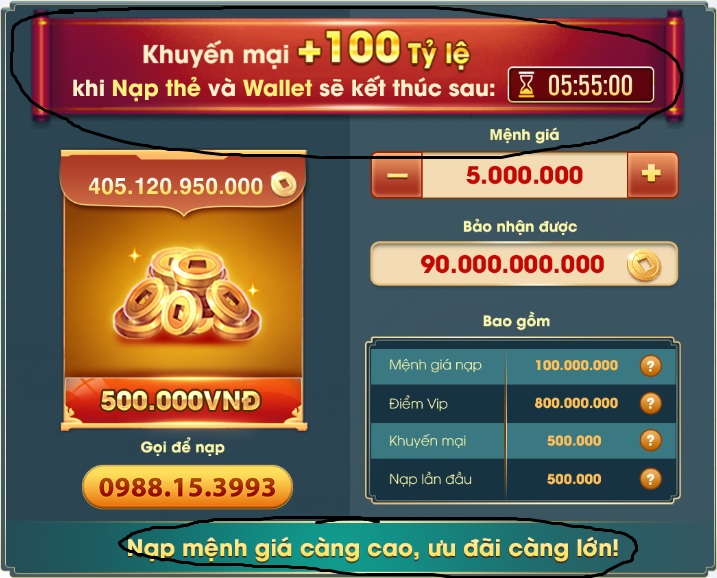 Khuyến mại +100 Tỷ lệ
khi Nạp thẻ và Wallet sẽ kết thúc sau: 05:55:00
405.120.950.000
500.000VNĐ
Gọi để nạp
0988.15.3993
Mệnh giá
− 5.000.000 +
Bảo nhận được
90.000.000.000
Bao gồm
Mệnh giá nạp 100.000.000 ?
Điểm Vip 800.000.000 ?
Khuyến mại 500.000 ?
Nạp lần đầu 500.000 ?
Nạp mệnh giá càng cao, ưu đãi càng lớn!